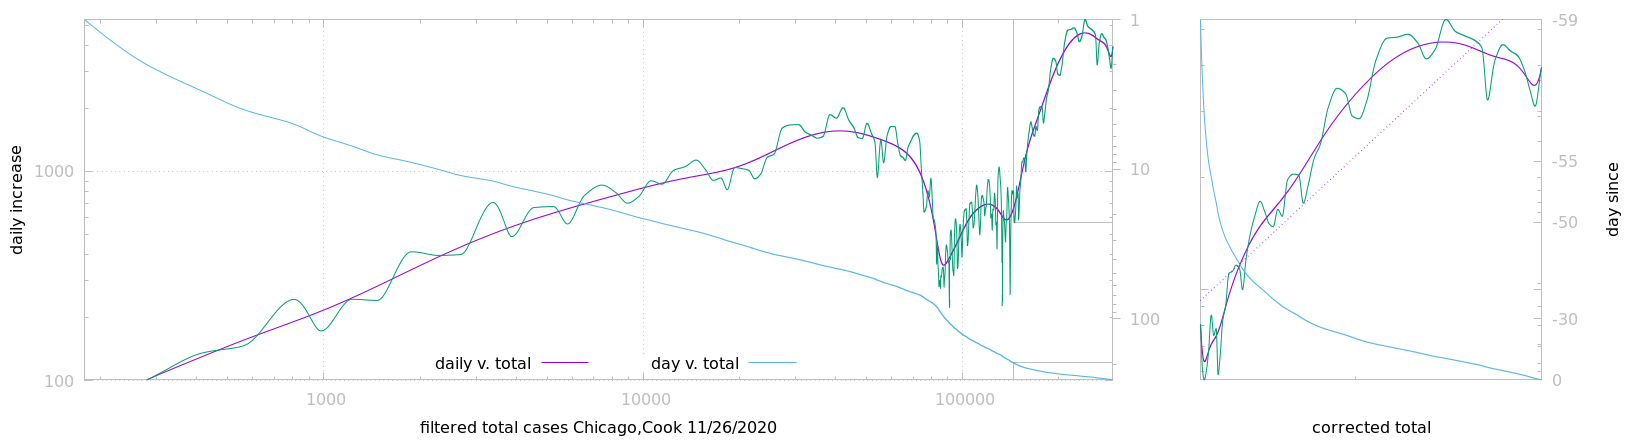 1 -59
1000 10 -55
daily increase -50 day since
daily v. total day v. total 100 -30
100 0
1000 10000 100000
filtered total cases Chicago,Cook 11/26/2020 corrected total